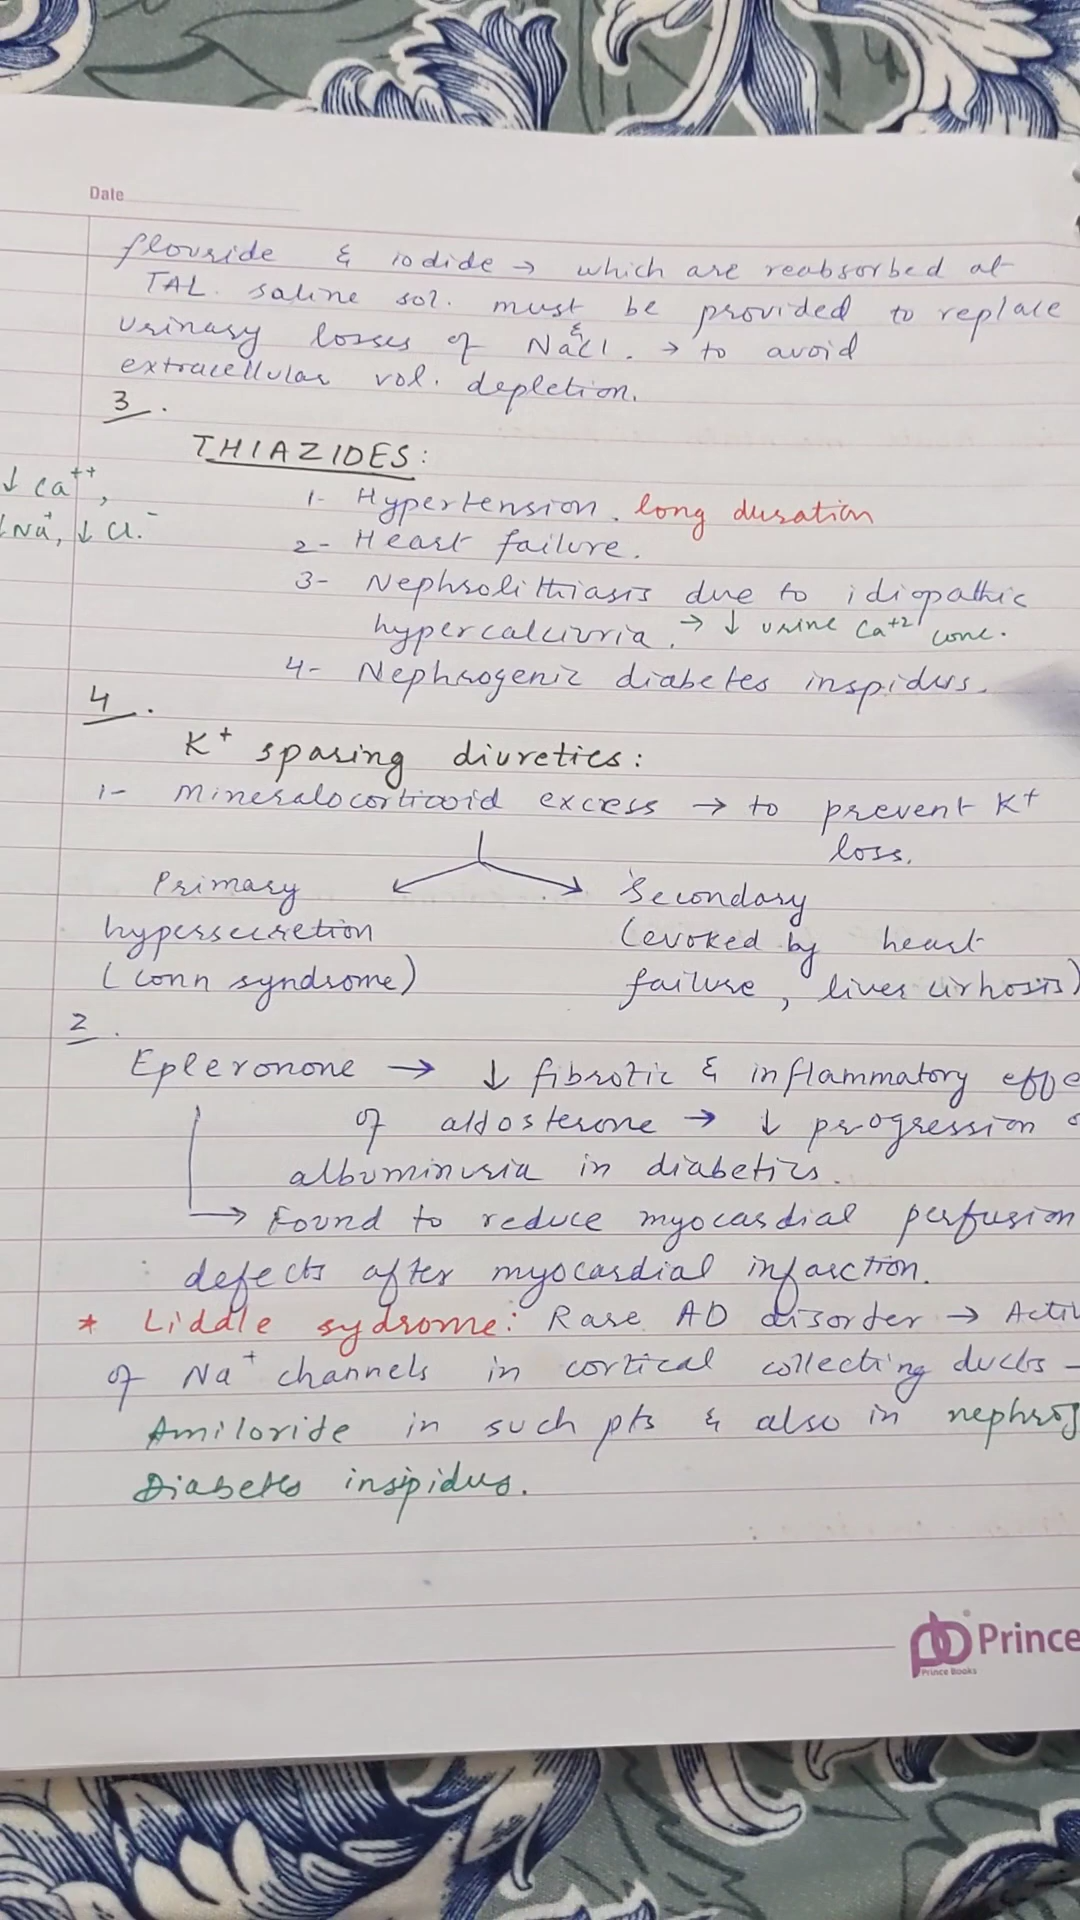 Date
flouride & iodide → which are reabsorbed at
TAL. saline sol. must be provided to replace
urinary losses of NaCl. & → to avoid
extracellular vol. depletion.
3.
THIAZIDES:
↓ Ca++,
↓Na+, ↓ Cl-
1- Hypertension. long duration
2- Heart failure.
3- Nephrolithiasis due to idiopathic
hypercalciuria. → ↓ urine Ca+2 conc.
4- Nephrogenic diabetes inspidus.
4.
K+ sparing diuretics:
1- Mineralocorticoid excess → to prevent K+
loss.
Primary
hypersecretion
(conn syndrome)
Secondary
(evoked by heart
failure, liver cirhosis)
2.
Epleronone → ↓ fibrotic & inflammatory effe
of aldosterone → ↓ progression o
albuminuria in diabetics.
→ Found to reduce myocardial perfusion
defects after myocardial infarction.
* Liddle sydrome: Rare AD disorder → Activ
of Na+ channels in cortical collecting ducts -
Amiloride in such pts & also in nephrog
Diabetes insipidus.
Prince
Prince Books